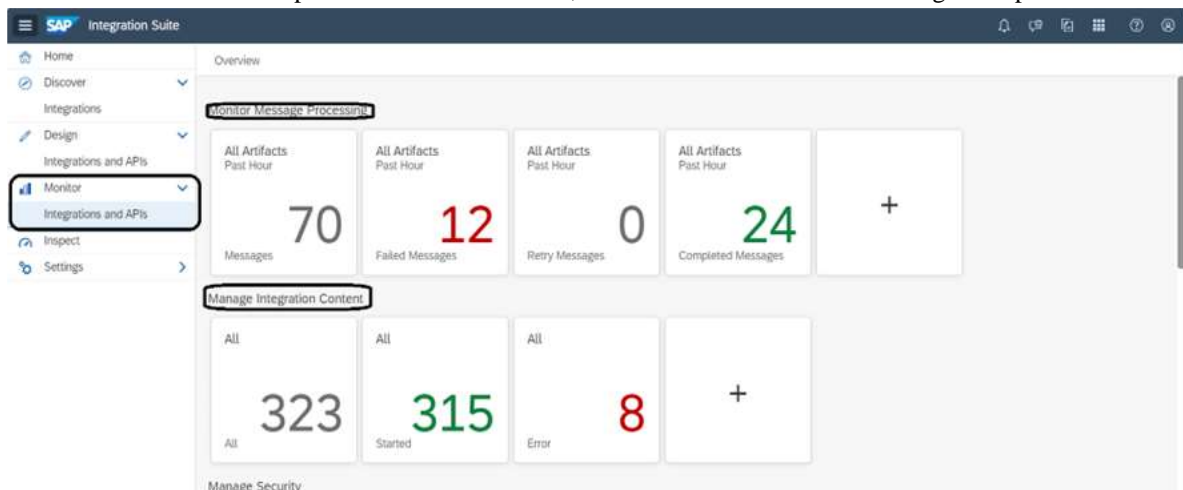 SAP Integration Suite
Home
Discover
Integrations
Design
Integrations and APIs
Monitor
Integrations and APIs
Inspect
Settings
Overview
Monitor Message Processing
All Artifacts
Past Hour
70
Messages
All Artifacts
Past Hour
12
Failed Messages
All Artifacts
Past Hour
0
Retry Messages
All Artifacts
Past Hour
24
Completed Messages
+
Manage Integration Content
All
323
All
All
315
Started
All
8
Error
+
Manage Security